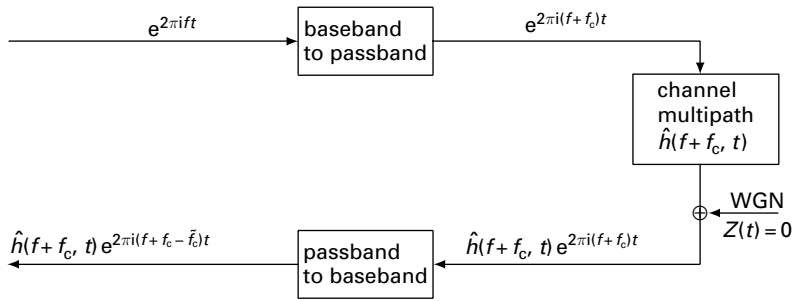 e^{2πift}
baseband
to passband
e^{2πi(f+f_c)t}
channel
multipath
ĥ(f+f_c, t)
WGN
Z(t)=0
ĥ(f+f_c, t) e^{2πi(f+f_c)t}
passband
to baseband
ĥ(f+f_c, t) e^{2πi(f+f_c−f̃_c)t}